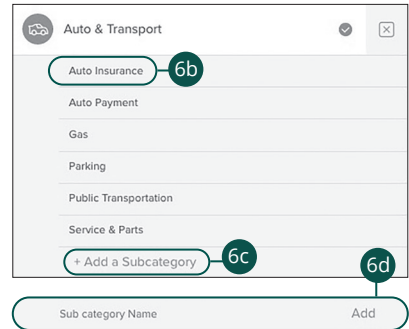 Auto & Transport
Auto Insurance 6b
Auto Payment
Gas
Parking
Public Transportation
Service & Parts
+ Add a Subcategory 6c
6d
Sub category Name Add